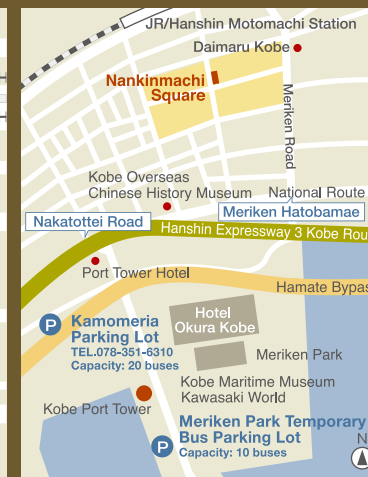 JR/Hanshin Motomachi Station
Daimaru Kobe
Nankinmachi
Square
Meriken Road
Kobe Overseas
Chinese History Museum
National Route
Nakatottei Road
Meriken Hatobamae
Hanshin Expressway 3 Kobe Rou
Port Tower Hotel
Hamate Bypas
Hotel
Okura Kobe
P
Kamomeria
Parking Lot
TEL.078-351-6310
Capacity: 20 buses
Meriken Park
Kobe Maritime Museum
Kawasaki World
Kobe Port Tower
P
Meriken Park Temporary
Bus Parking Lot
Capacity: 10 buses
N